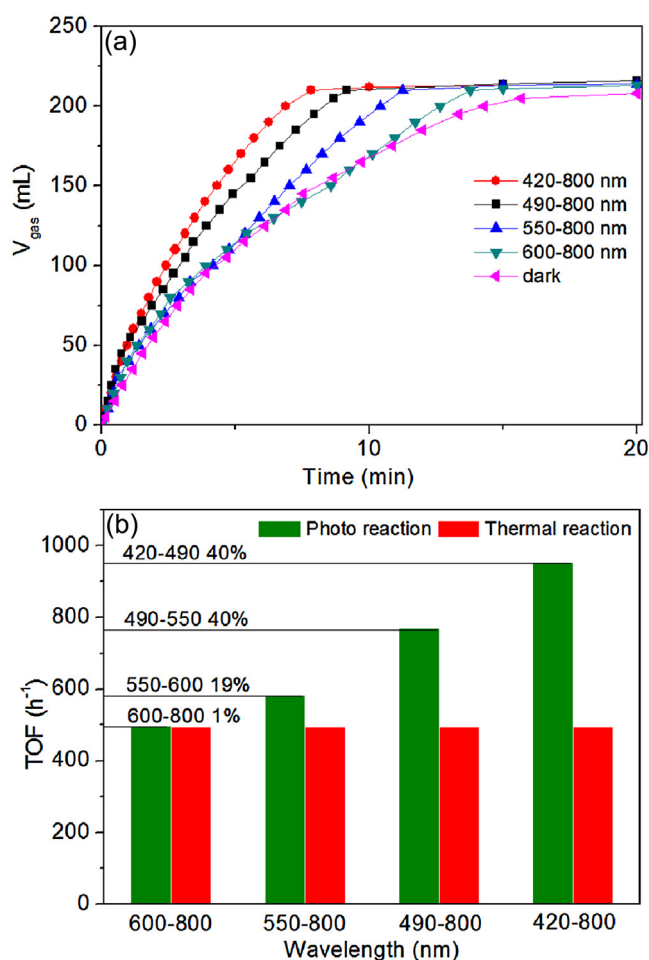 (a)
250
200
150
100
50
0
V_gas (mL)
420-800 nm
490-800 nm
550-800 nm
600-800 nm
dark
0 10 20
Time (min)
(b)
Photo reaction Thermal reaction
1000
800
600
400
200
0
TOF (h⁻¹)
420-490 40%
490-550 40%
550-600 19%
600-800 1%
600-800 550-800 490-800 420-800
Wavelength (nm)